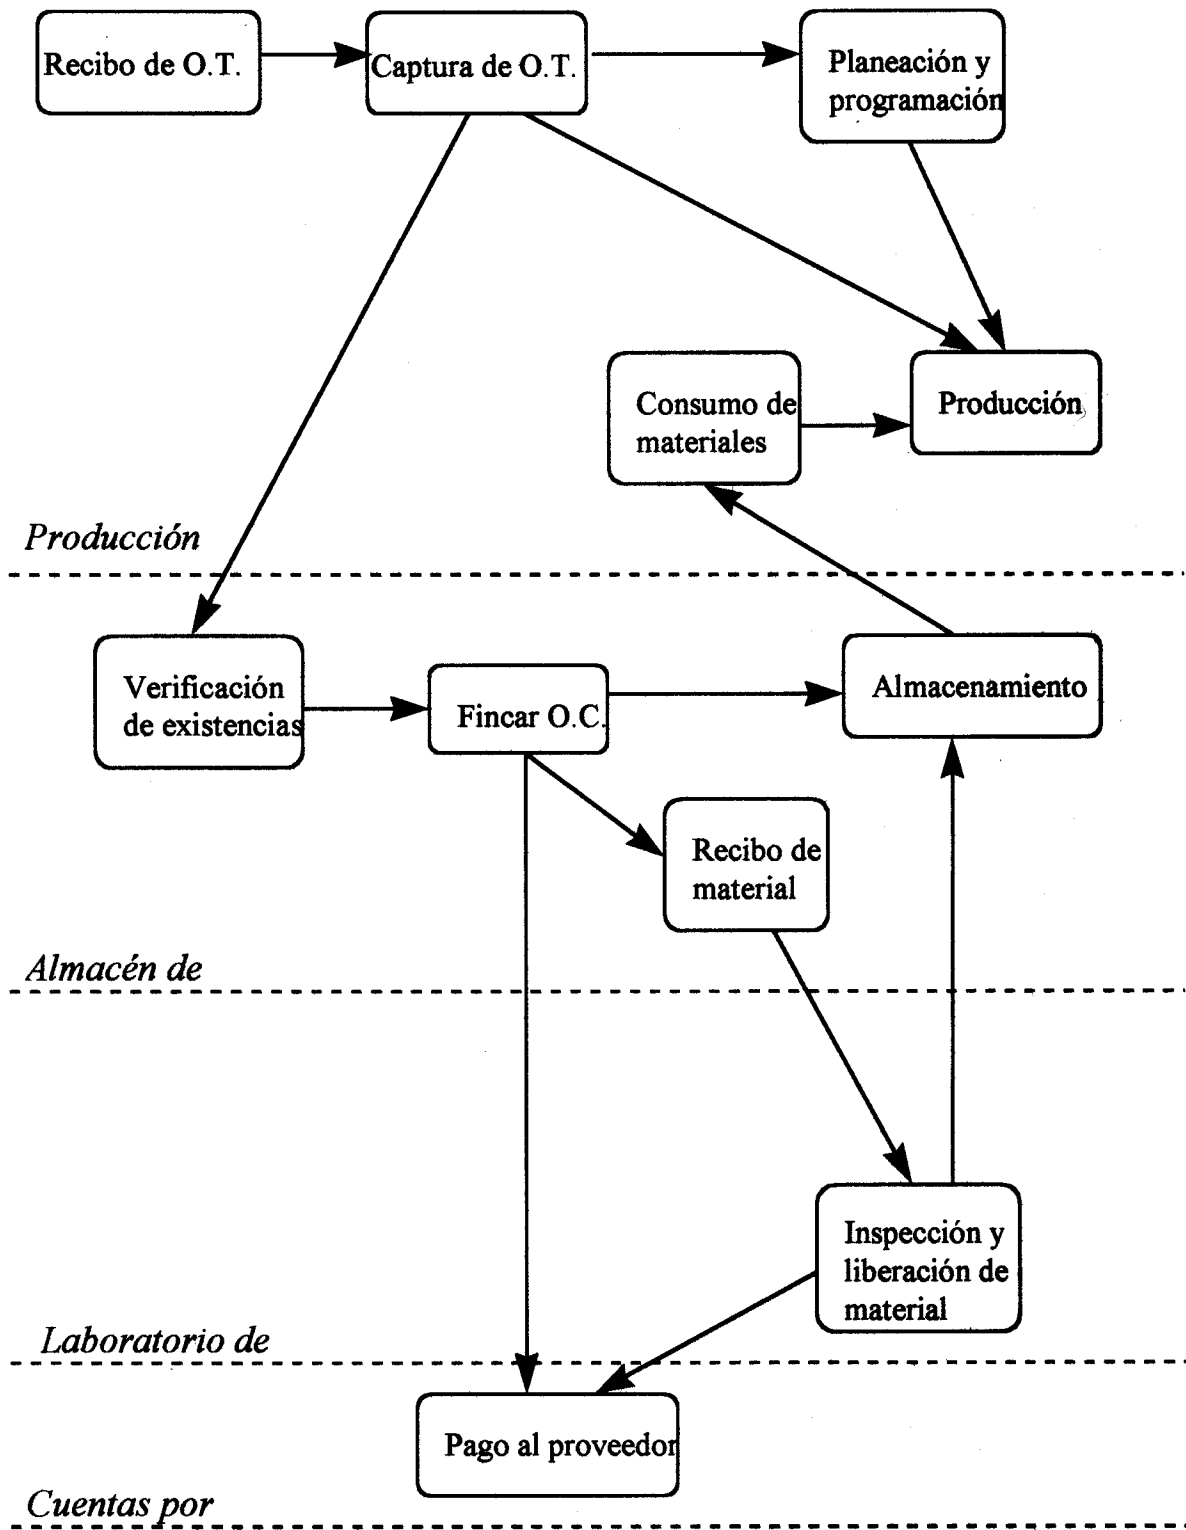 Recibo de O.T.
Captura de O.T.
Planeación y
programación
Consumo de
materiales
Producción
Producción
Verificación
de existencias
Fincar O.C.
Almacenamiento
Recibo de
material
Almacén de
Inspección y
liberación de
material
Laboratorio de
Pago al proveedor
Cuentas por